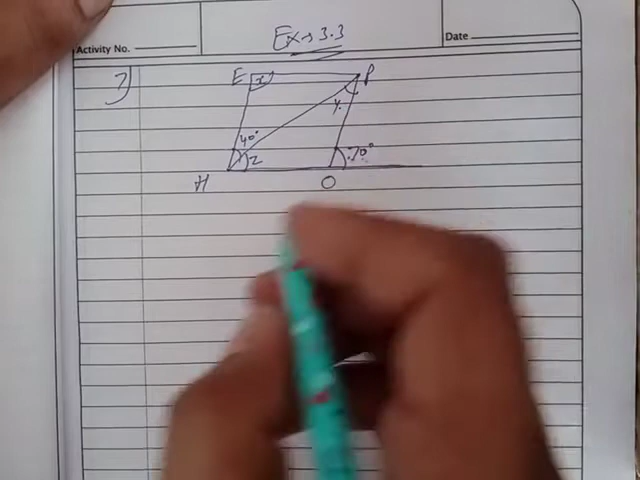 Ex → 3.3
Activity No.
Date
7)
E x° P
y.
40°
z 70°
H O